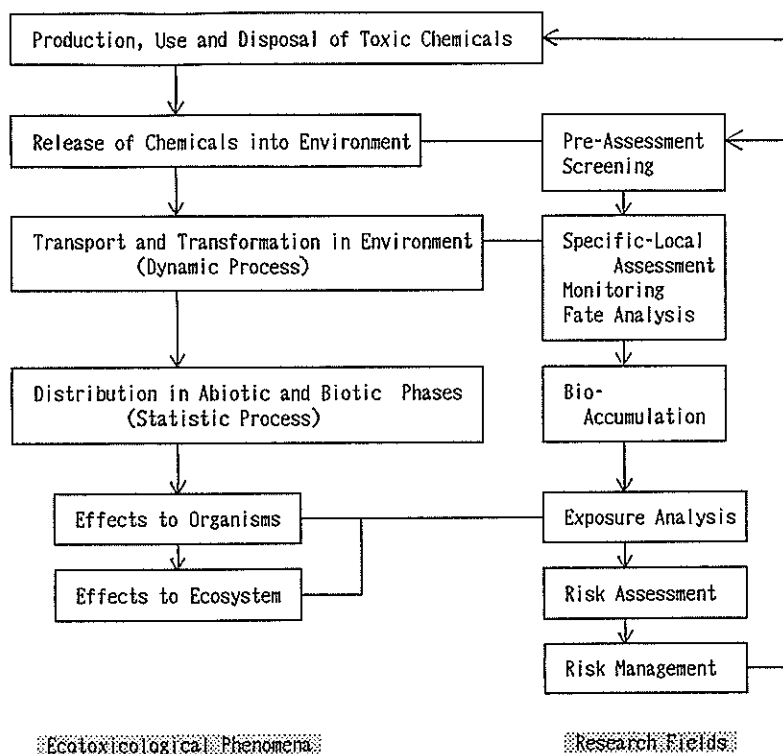 Production, Use and Disposal of Toxic Chemicals
Release of Chemicals into Environment
Pre-Assessment
Screening
Transport and Transformation in Environment
(Dynamic Process)
Specific-Local
Assessment
Monitoring
Fate Analysis
Distribution in Abiotic and Biotic Phases
(Statistic Process)
Bio-
Accumulation
Effects to Organisms
Exposure Analysis
Effects to Ecosystem
Risk Assessment
Risk Management
Ecotoxicological Phenomena
Research Fields